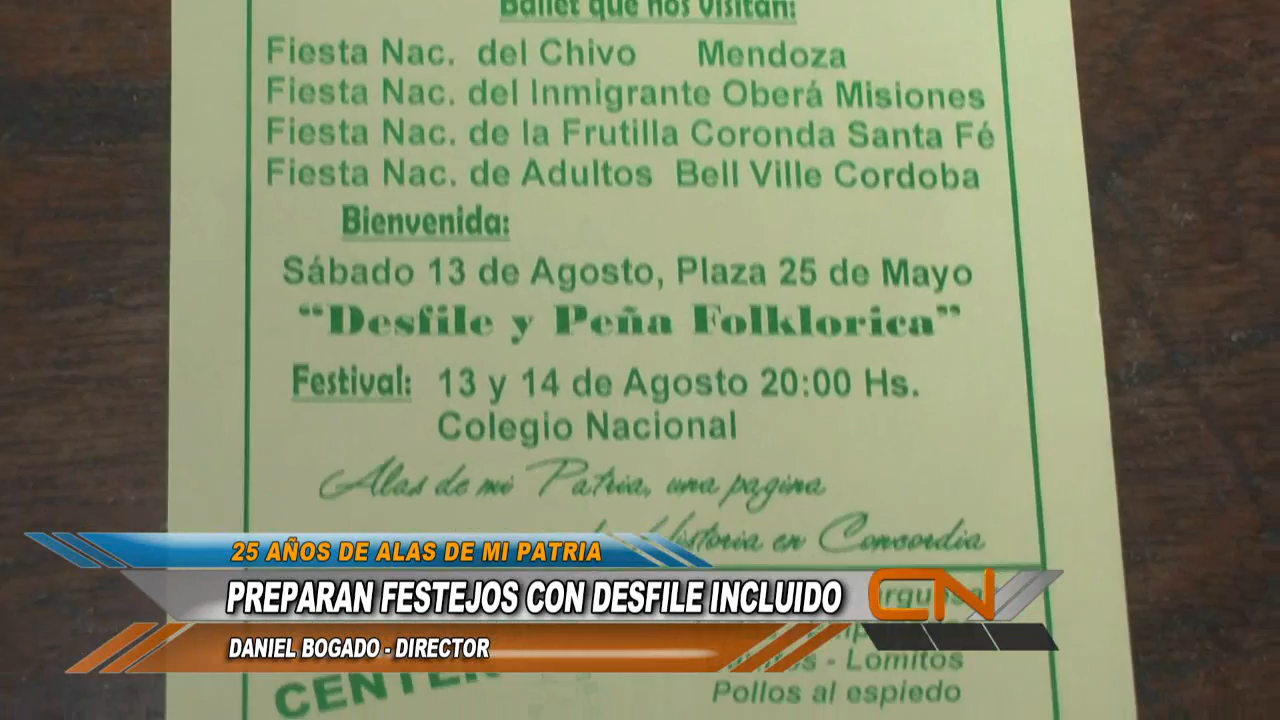 Ballet que nos visitan:
Fiesta Nac. del Chivo Mendoza
Fiesta Nac. del Inmigrante Oberá Misiones
Fiesta Nac. de la Frutilla Coronda Santa Fé
Fiesta Nac. de Adultos Bell Ville Cordoba
Bienvenida:
Sábado 13 de Agosto, Plaza 25 de Mayo
“Desfile y Peña Folklorica”
Festival: 13 y 14 de Agosto 20:00 Hs.
Colegio Nacional
Alas de mi Patria, una pagina
Historia en Concordia
25 AÑOS DE ALAS DE MI PATRIA
PREPARAN FESTEJOS CON DESFILE INCLUIDO
CN
DANIEL BOGADO - DIRECTOR
- Lomitos
CENTER
Pollos al espiedo